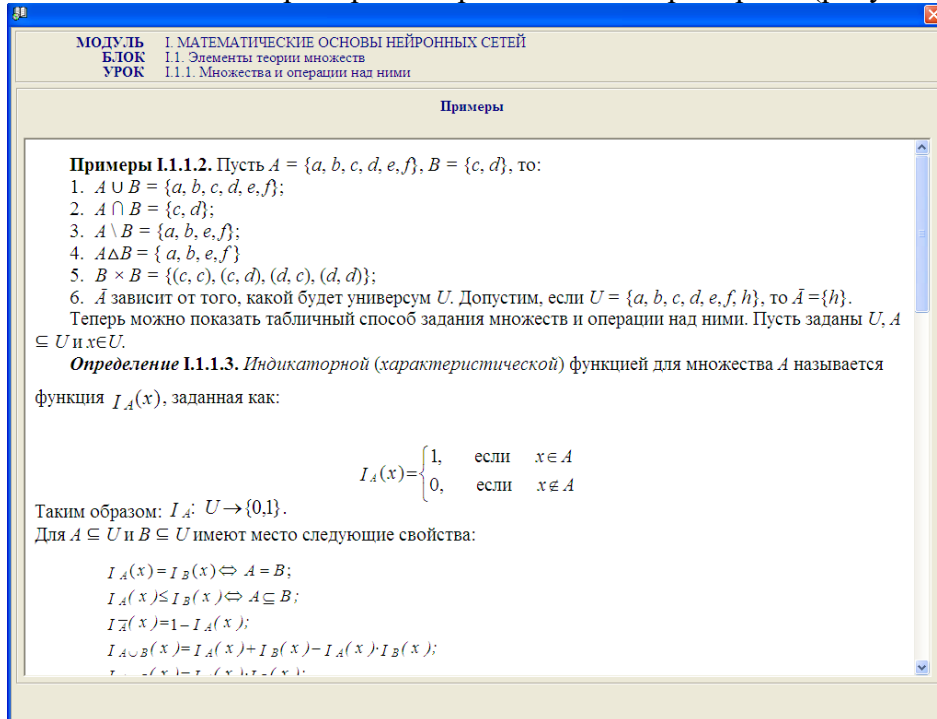 МОДУЛЬ I. МАТЕМАТИЧЕСКИЕ ОСНОВЫ НЕЙРОННЫХ СЕТЕЙ
БЛОК I.1. Элементы теории множеств
УРОК I.1.1. Множества и операции над ними
Примеры
Примеры I.1.1.2. Пусть A = {a, b, c, d, e, f}, B = {c, d}, то:
1. A ∪ B = {a, b, c, d, e, f};
2. A ∩ B = {c, d};
3. A \ B = {a, b, e, f};
4. A△B = { a, b, e, f }
5. B × B = {(c, c), (c, d), (d, c), (d, d)};
6. Ā зависит от того, какой будет универсум U. Допустим, если U = {a, b, c, d, e, f, h}, то Ā ={h}.
Теперь можно показать табличный способ задания множеств и операции над ними. Пусть заданы U, A
⊆ U и x∈U.
Определение I.1.1.3. Индикаторной (характеристической) функцией для множества A называется
функция I_A(x), заданная как:
I_A(x)={1, если x∈A
0, если x∉A
Таким образом: I_A: U→{0,1}.
Для A ⊆ U и B ⊆ U имеют место следующие свойства:
I_A(x)=I_B(x)⇔ A=B;
I_A(x)≤I_B(x)⇔ A⊆B;
I_Ā(x)=1−I_A(x);
I_A∪B(x)=I_A(x)+I_B(x)−I_A(x)·I_B(x);